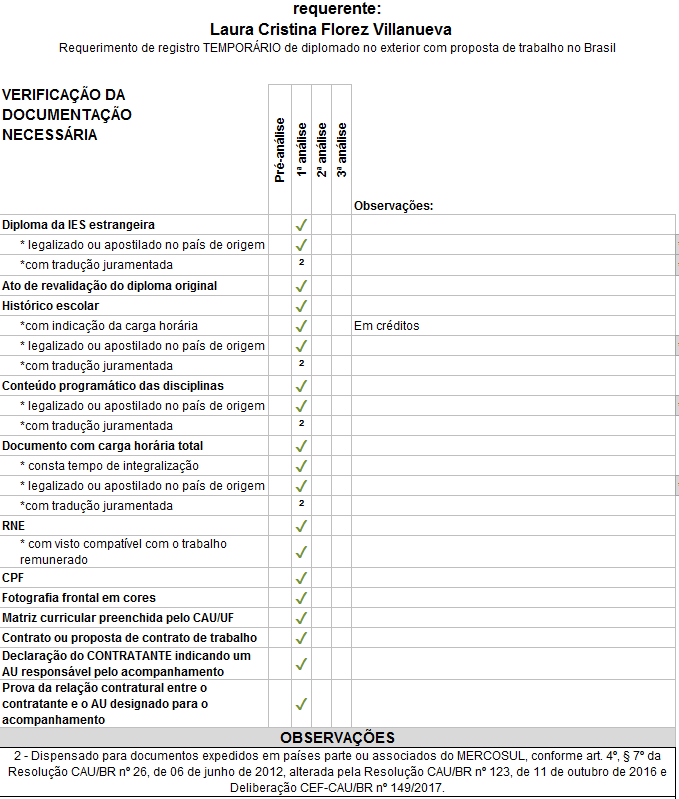 requerente:
Laura Cristina Florez Villanueva
Requerimento de registro TEMPORÁRIO de diplomado no exterior com proposta de trabalho no Brasil
VERIFICAÇÃO DA
DOCUMENTAÇÃO
NECESSÁRIA
Pré-análise
1ª análise
2ª análise
3ª análise
Observações:
Diploma da IES estrangeira ✓
* legalizado ou apostilado no país de origem ✓
*com tradução juramentada 2
Ato de revalidação do diploma original ✓
Histórico escolar ✓
*com indicação da carga horária ✓ Em créditos
* legalizado ou apostilado no país de origem ✓
*com tradução juramentada 2
Conteúdo programático das disciplinas ✓
* legalizado ou apostilado no país de origem ✓
*com tradução juramentada 2
Documento com carga horária total ✓
* consta tempo de integralização ✓
* legalizado ou apostilado no país de origem ✓
*com tradução juramentada 2
RNE ✓
* com visto compatível com o trabalho
remunerado ✓
CPF ✓
Fotografia frontal em cores ✓
Matriz curricular preenchida pelo CAU/UF ✓
Contrato ou proposta de contrato de trabalho ✓
Declaração do CONTRATANTE indicando um
AU responsável pelo acompanhamento ✓
Prova da relação contratural entre o
contratante e o AU designado para o
acompanhamento ✓
OBSERVAÇÕES
2 - Dispensado para documentos expedidos em países parte ou associados do MERCOSUL, conforme art. 4º, § 7º da
Resolução CAU/BR nº 26, de 06 de junho de 2012, alterada pela Resolução CAU/BR nº 123, de 11 de outubro de 2016 e
Deliberação CEF-CAU/BR nº 149/2017.